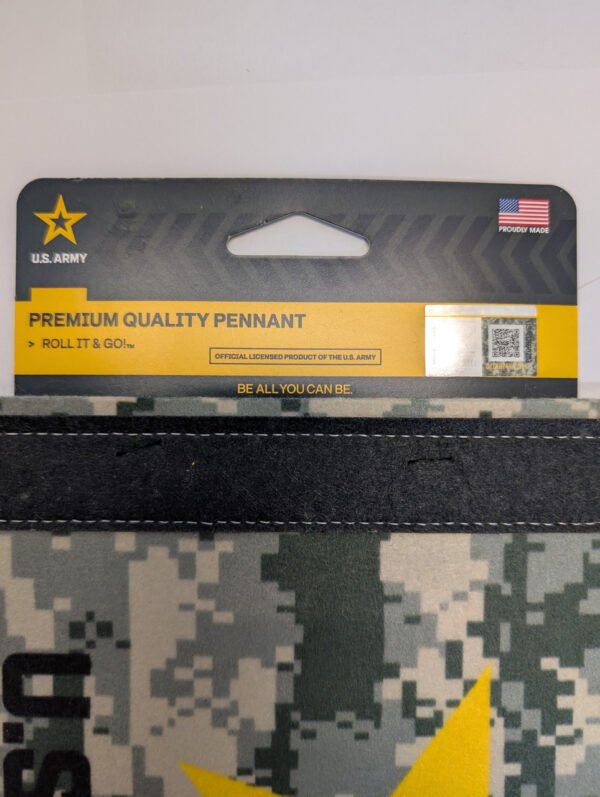 U.S. ARMY
PROUDLY MADE
PREMIUM QUALITY PENNANT
> ROLL IT & GO!™
OFFICIAL LICENSED PRODUCT OF THE U.S. ARMY
BE ALL YOU CAN BE.
U.S.